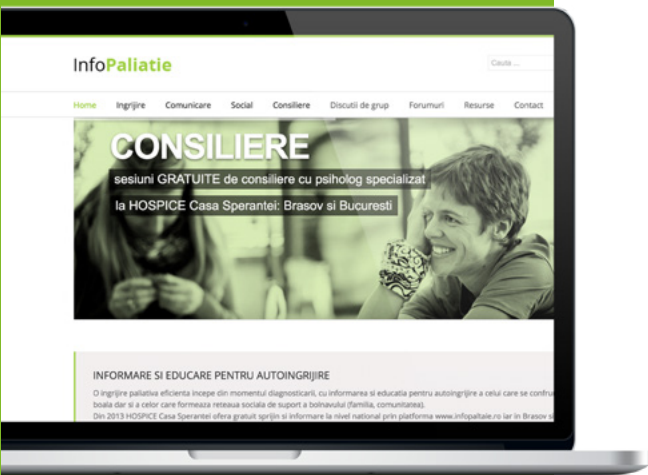 InfoPaliatie
Cauta ...
Home Ingrijire Comunicare Social Consiliere Discutii de grup Forumuri Resurse Contact
CONSILIERE
sesiuni GRATUITE de consiliere cu psiholog specializat
la HOSPICE Casa Sperantei: Brasov si Bucuresti
INFORMARE SI EDUCARE PENTRU AUTOINGRIJIRE
O ingrijire paliativa eficienta incepe din momentul diagnosticarii, cu informarea si educatia pentru autoingrijire a celui care se confru
boala dar si a celor care formeaza reteaua sociala de suport a bolnavului (familia, comunitatea).
Din 2013 HOSPICE Casa Sperantei ofera gratuit sprijin si informare la nivel national prin platforma www.infopaltaie.ro iar in Brasov si